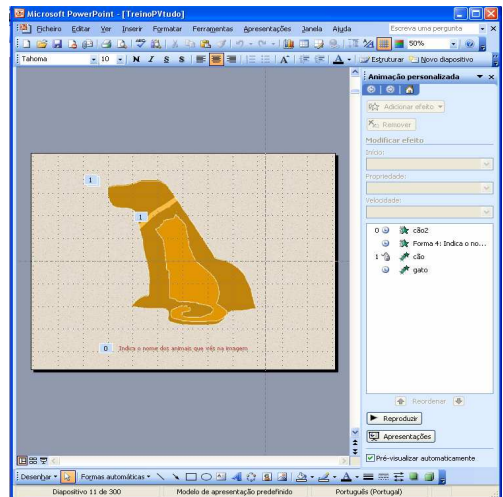 Microsoft PowerPoint - [TreinoPVtudo]
Ficheiro Editar Ver Inserir Formatar Ferramentas Apresentações Janela Ajuda Escreva uma pergunta
50%
Tahoma 10 N I S S Estruturar Novo diapositivo
Animação personalizada
Adicionar efeito
Remover
Modificar efeito
Início:
Propriedade:
Velocidade:
0 cão2
Forma 4: Indica o no...
1 cão
gato
1
1
0 Indica o nome dos animais que vês na imagem
Reordenar
Reproduzir
Apresentações
Pré-visualizar automaticamente
Desenhar Formas automáticas
Diapositivo 11 de 300 Modelo de apresentação predefinido Português (Portugal)